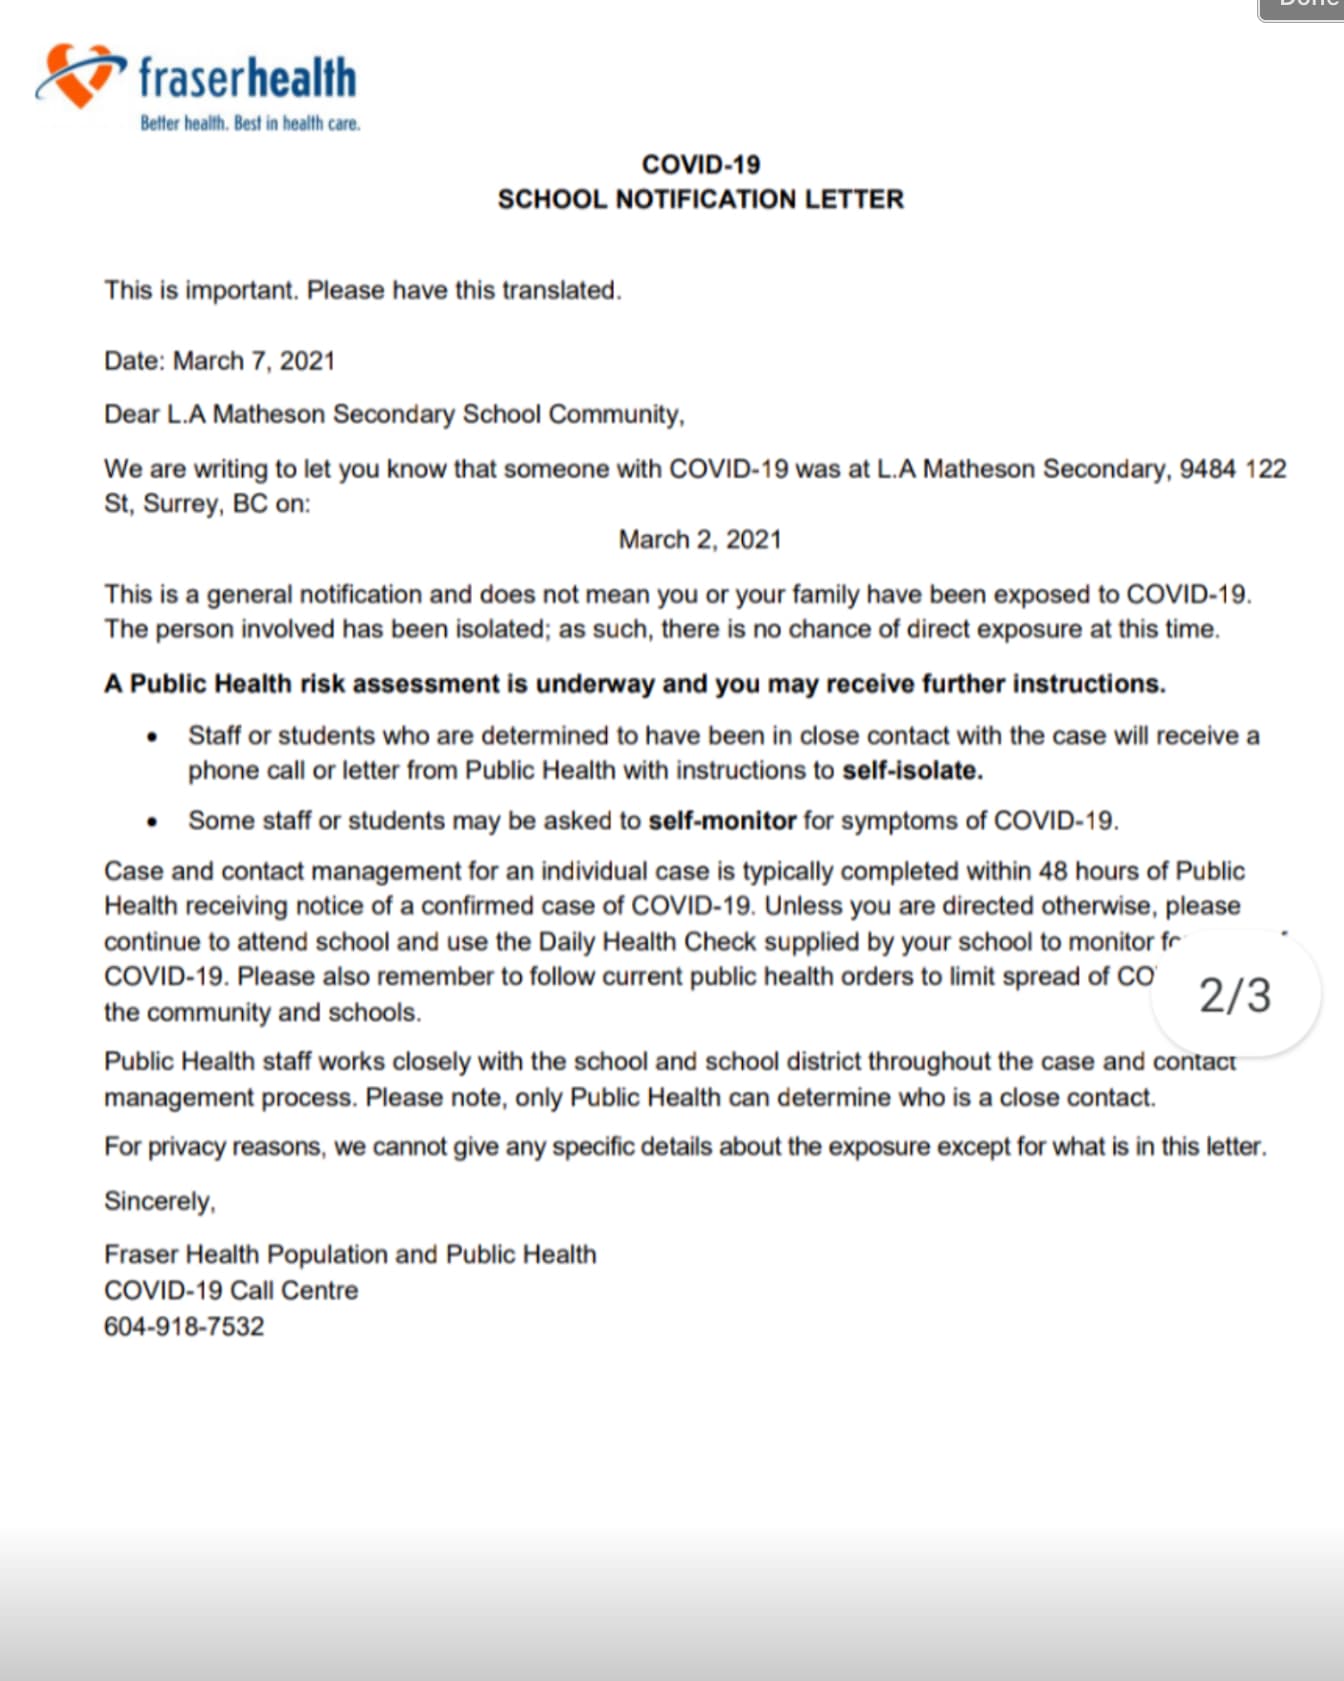 fraserhealth
Better health. Best in health care.
COVID-19
SCHOOL NOTIFICATION LETTER
This is important. Please have this translated.
Date: March 7, 2021
Dear L.A Matheson Secondary School Community,
We are writing to let you know that someone with COVID-19 was at L.A Matheson Secondary, 9484 122
St, Surrey, BC on:
March 2, 2021
This is a general notification and does not mean you or your family have been exposed to COVID-19.
The person involved has been isolated; as such, there is no chance of direct exposure at this time.
A Public Health risk assessment is underway and you may receive further instructions.
• Staff or students who are determined to have been in close contact with the case will receive a
phone call or letter from Public Health with instructions to self-isolate.
• Some staff or students may be asked to self-monitor for symptoms of COVID-19.
Case and contact management for an individual case is typically completed within 48 hours of Public
Health receiving notice of a confirmed case of COVID-19. Unless you are directed otherwise, please
continue to attend school and use the Daily Health Check supplied by your school to monitor
COVID-19. Please also remember to follow current public health orders to limit spread of
2/3
the community and schools.
Public Health staff works closely with the school and school district throughout the case and contact
management process. Please note, only Public Health can determine who is a close contact.
For privacy reasons, we cannot give any specific details about the exposure except for what is in this letter.
Sincerely,
Fraser Health Population and Public Health
COVID-19 Call Centre
604-918-7532